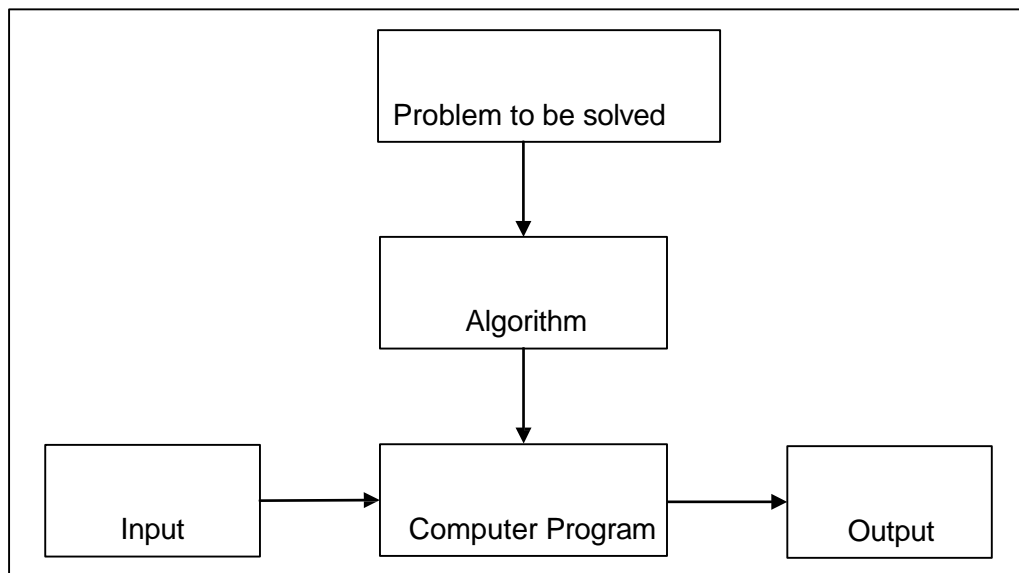 Problem to be solved
Algorithm
Input
Computer Program
Output